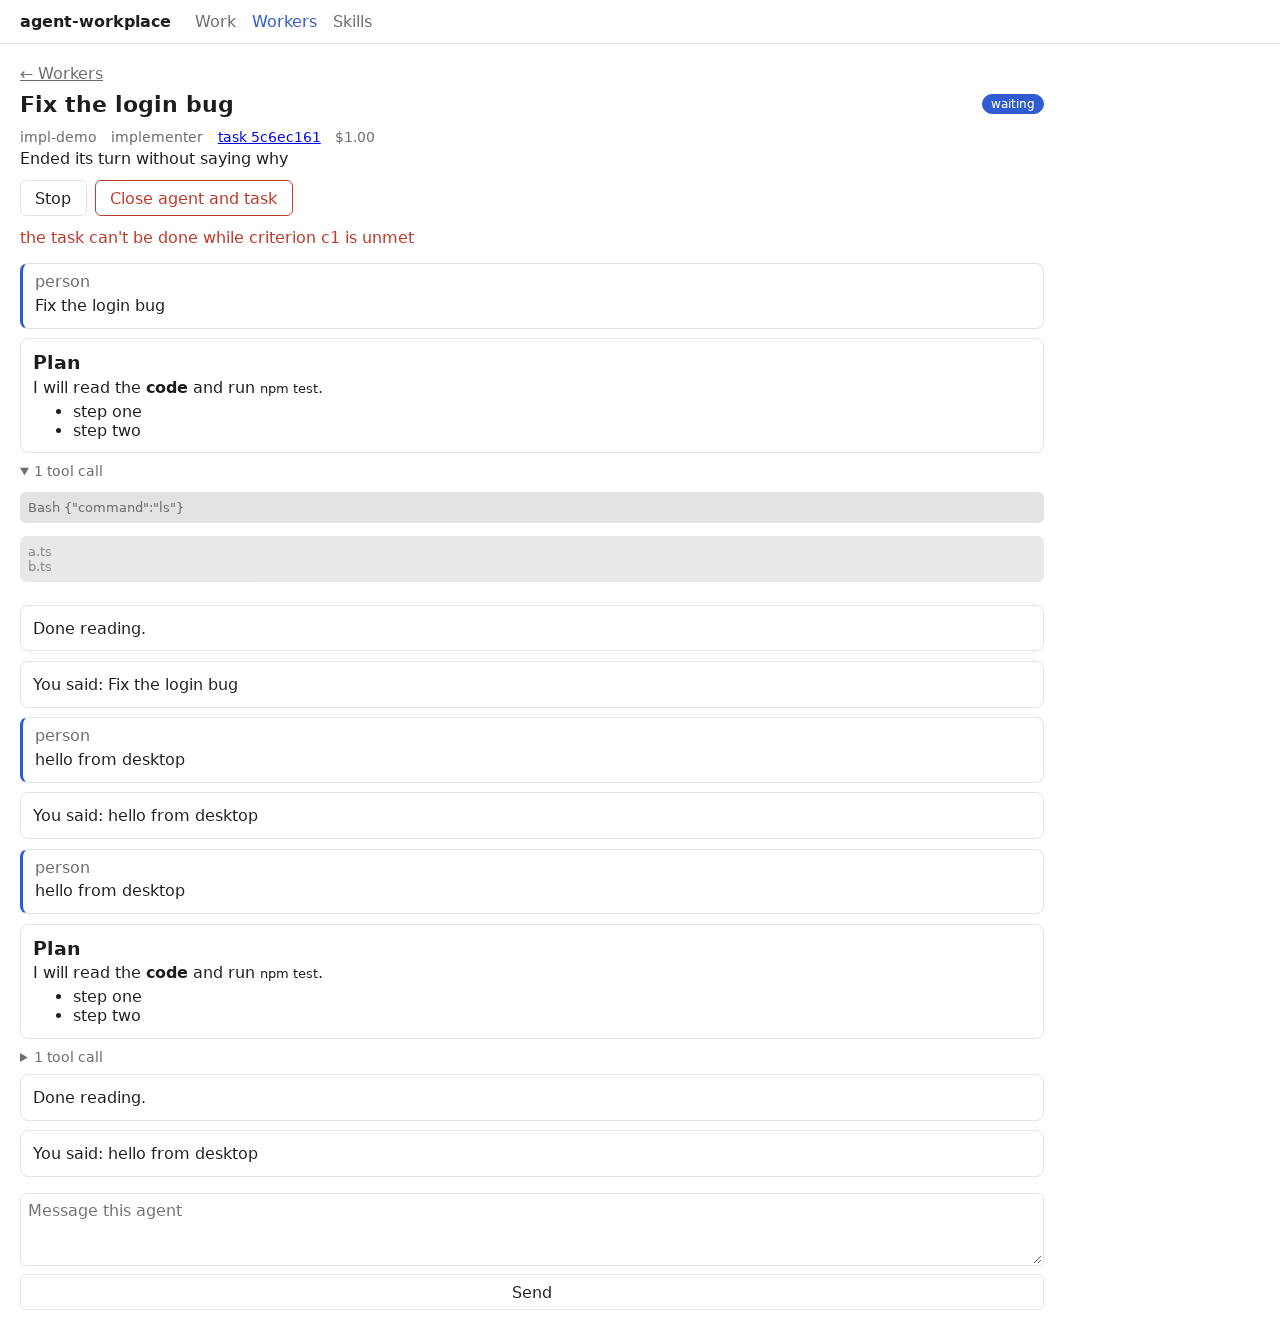 agent-workplace Work Workers Skills
← Workers
Fix the login bug
waiting
impl-demo implementer task 5c6ec161 $1.00
Ended its turn without saying why
Stop Close agent and task
the task can't be done while criterion c1 is unmet
person
Fix the login bug
Plan
I will read the code and run npm test.
• step one
• step two
▼ 1 tool call
Bash {"command":"ls"}
a.ts
b.ts
Done reading.
You said: Fix the login bug
person
hello from desktop
You said: hello from desktop
person
hello from desktop
Plan
I will read the code and run npm test.
• step one
• step two
▶ 1 tool call
Done reading.
You said: hello from desktop
Message this agent
Send